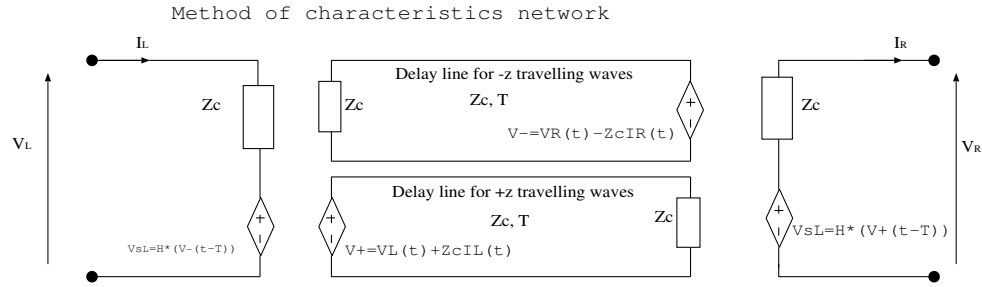 Method of characteristics network
IL
IR
Delay line for -z travelling waves
Zc
Zc
Zc, T
Zc
V-=VR(t)-ZcIR(t)
VL
VR
Delay line for +z travelling waves
Zc, T
Zc
VsL=H*(V-(t-T))
V+=VL(t)+ZcIL(t)
VsL=H*(V+(t-T))